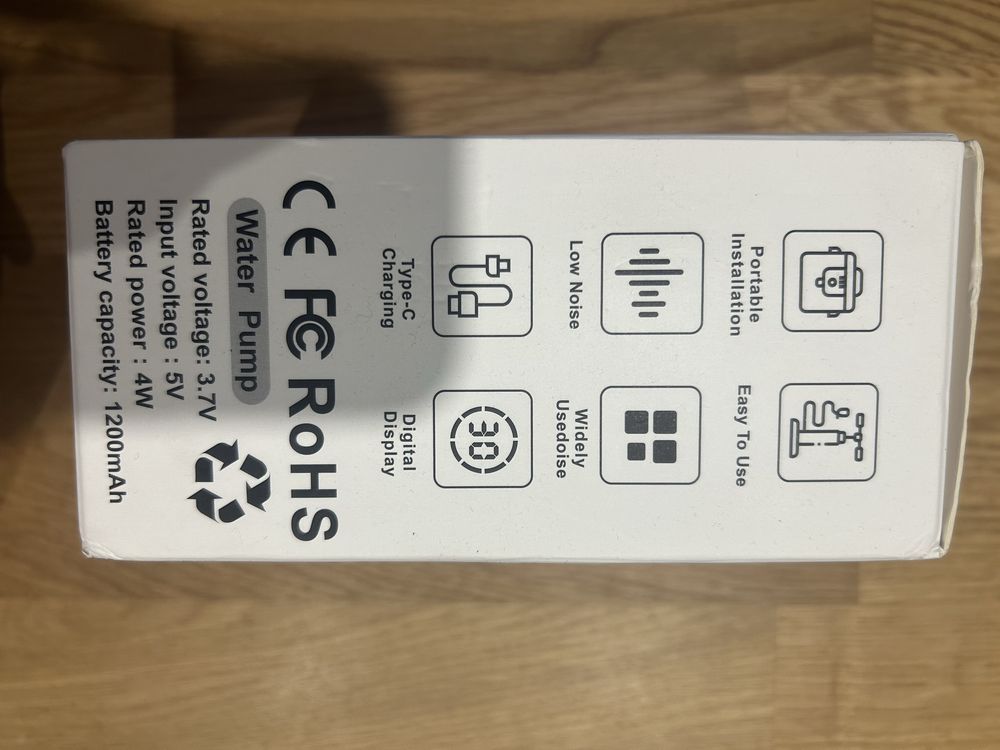 Portable
Installation
Easy To Use
Low Noise
Widely
Usedoise
Type-C
Charging
30
Digital
Display
CE FC RoHS
Water Pump
Rated voltage: 3.7V
Input voltage : 5V
Rated power : 4W
Battery capacity: 1200mAh